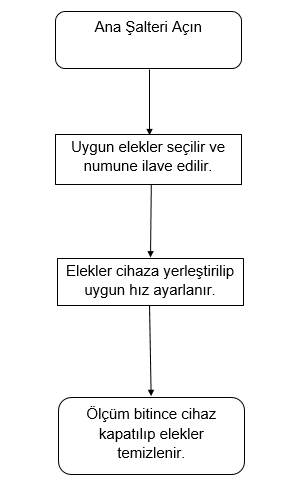 Ana Şalteri Açın
Uygun elekler seçilir ve
numune ilave edilir.
Elekler cihaza yerleştirilip
uygun hız ayarlanır.
Ölçüm bitince cihaz
kapatılıp elekler
temizlenir.